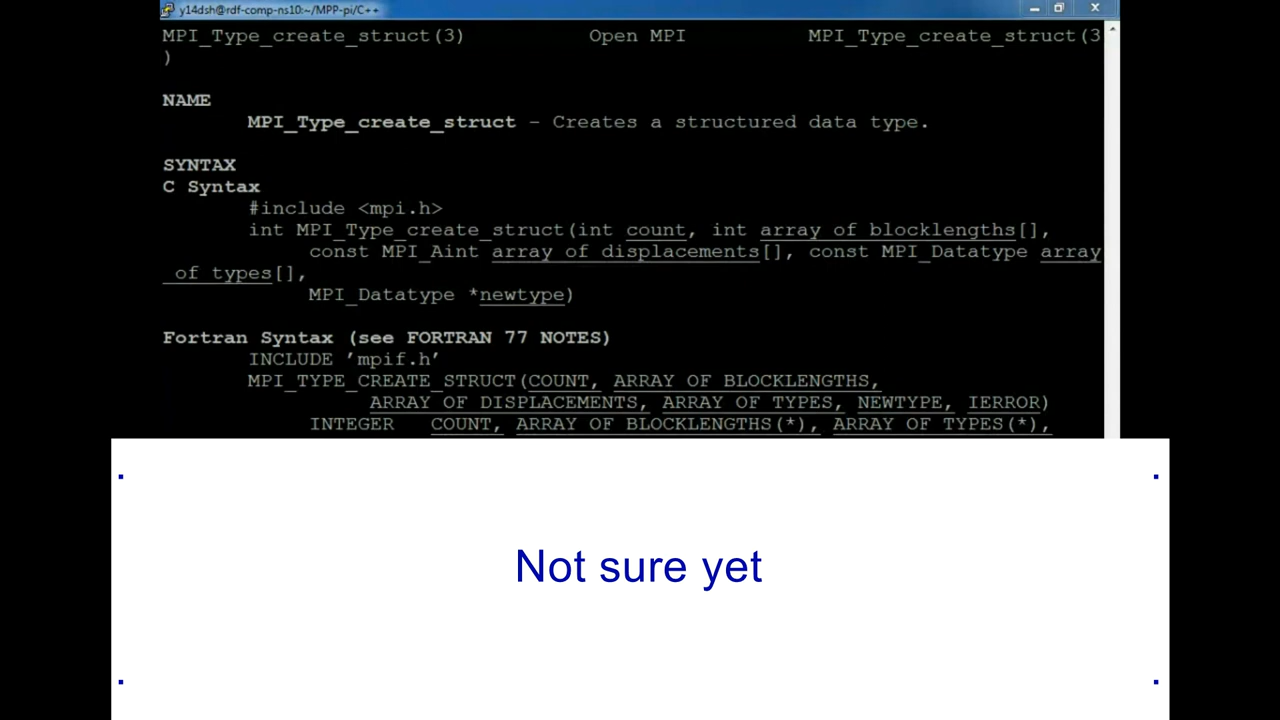 y14dsh@rdf-comp-ns10:~/MPP-pi/C++
MPI_Type_create_struct(3) Open MPI MPI_Type_create_struct(3
)
NAME
MPI_Type_create_struct - Creates a structured data type.
SYNTAX
C Syntax
#include <mpi.h>
int MPI_Type_create_struct(int count, int array_of_blocklengths[],
const MPI_Aint array_of_displacements[], const MPI_Datatype array
_of_types[],
MPI_Datatype *newtype)
Fortran Syntax (see FORTRAN 77 NOTES)
INCLUDE 'mpif.h'
MPI_TYPE_CREATE_STRUCT(COUNT, ARRAY_OF_BLOCKLENGTHS,
ARRAY_OF_DISPLACEMENTS, ARRAY_OF_TYPES, NEWTYPE, IERROR)
INTEGER COUNT, ARRAY_OF_BLOCKLENGTHS(*), ARRAY_OF_TYPES(*),
Not sure yet